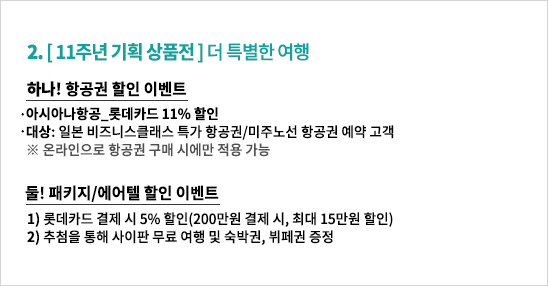 2. [ 11주년 기획 상품전 ] 더 특별한 여행
하나! 항공권 할인 이벤트
·아시아나항공_롯데카드 11% 할인
·대상: 일본 비즈니스클래스 특가 항공권/미주노선 항공권 예약 고객
※ 온라인으로 항공권 구매 시에만 적용 가능
둘! 패키지/에어텔 할인 이벤트
1) 롯데카드 결제 시 5% 할인(200만원 결제 시, 최대 15만원 할인)
2) 추첨을 통해 사이판 무료 여행 및 숙박권, 뷔페권 증정